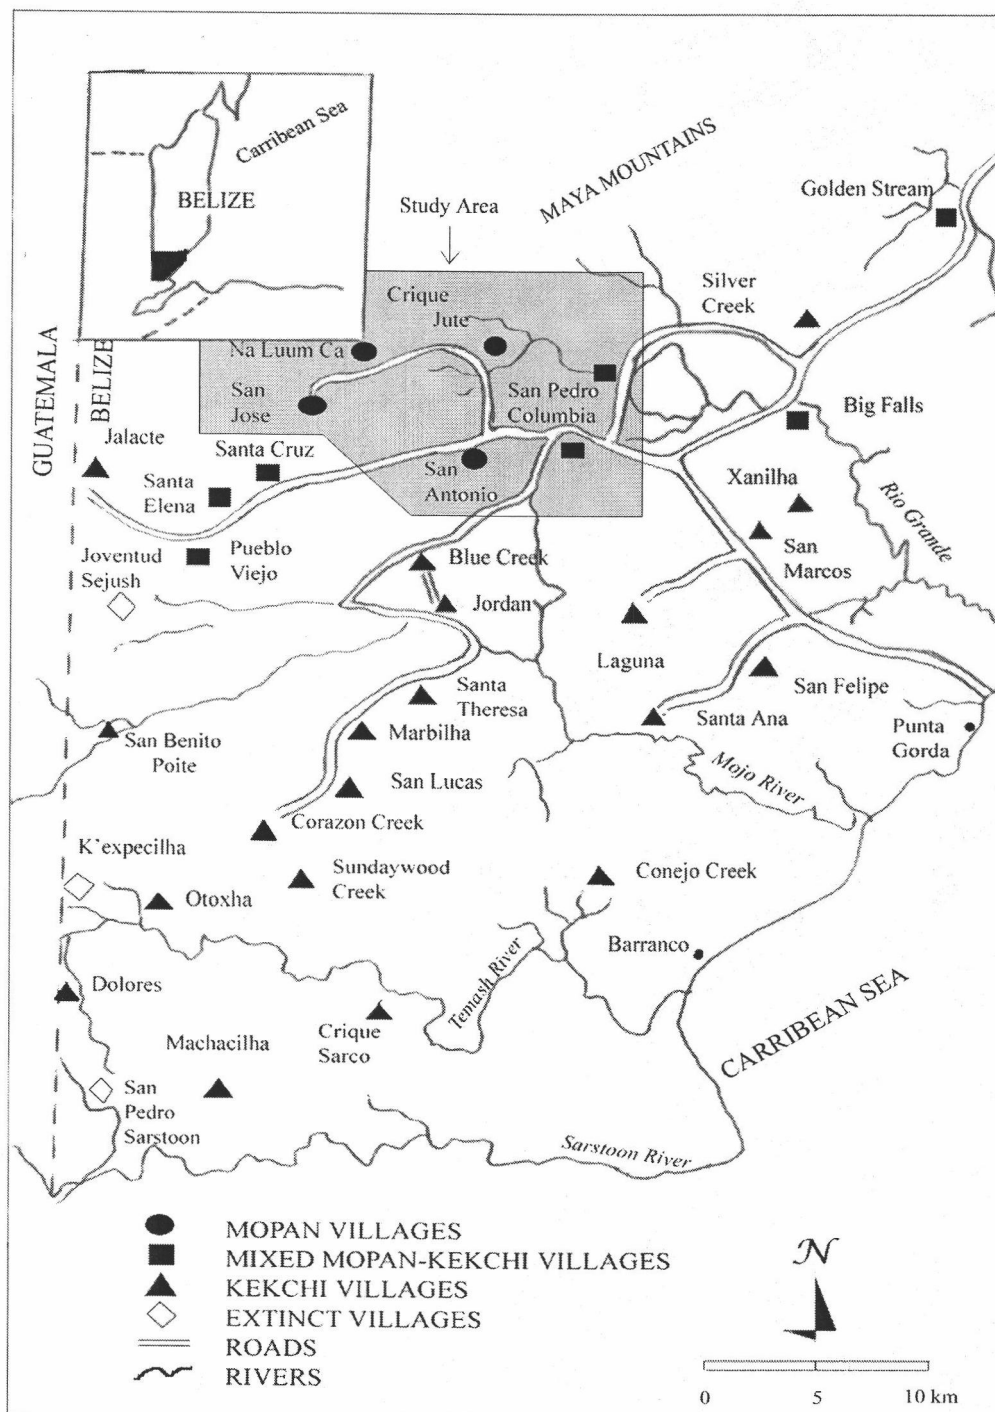 Carribean Sea
BELIZE
Study Area
MAYA MOUNTAINS
Golden Stream
Silver
Creek
Crique
Jute
GUATEMALA
BELIZE
Na Luum Ca
San
Jose
San Pedro
Columbia
Big Falls
Jalacte
Santa Cruz
Santa
Elena
San
Antonio
Xanilha
Rio Grande
Joventud
Sejush
Pueblo
Viejo
Blue Creek
San
Marcos
Jordan
Laguna
San Felipe
Santa
Theresa
Santa Ana
Punta
Gorda
San Benito
Poite
Marbilha
Mojo River
San Lucas
Corazon Creek
K'expecilha
Sundaywood
Creek
Conejo Creek
Otoxha
Barranco
Temash River
Dolores
CARRIBEAN SEA
Machacilha
Crique
Sarco
San
Pedro
Sarstoon
Sarstoon River
MOPAN VILLAGES
MIXED MOPAN-KEKCHI VILLAGES
KEKCHI VILLAGES
EXTINCT VILLAGES
ROADS
RIVERS
N
0 5 10 km